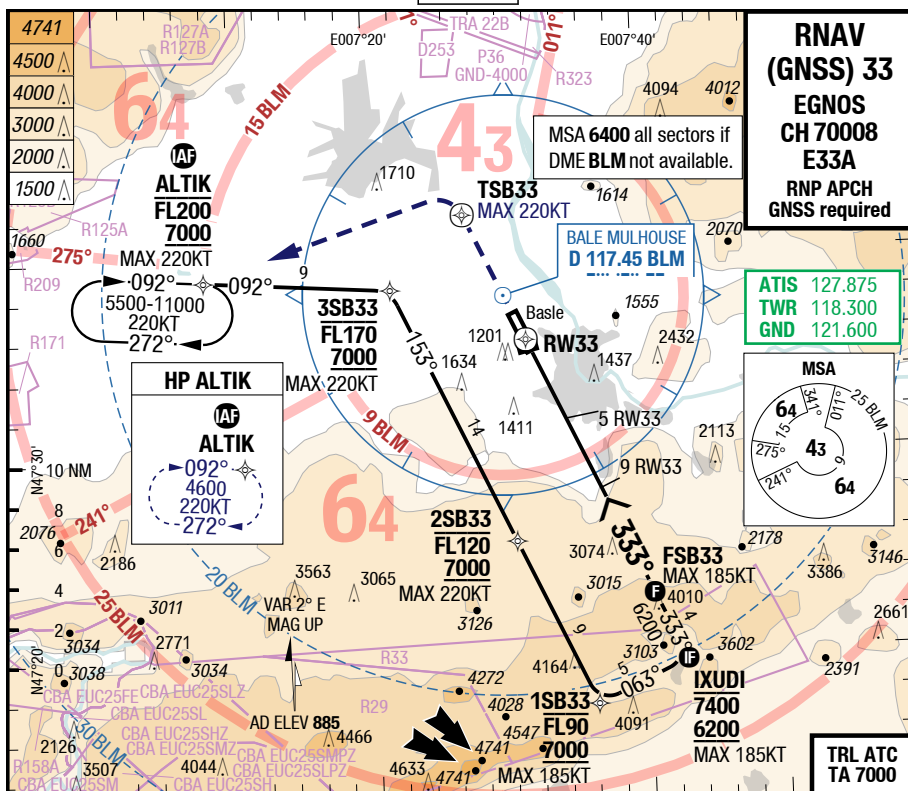 4741
4500
4000
3000
2000
1500
R127A
R127B
64
15 BLM
E007°20'
TRA 22B
D253
P36
GND-4000
011°
R323
E007°40'
4094
4012
RNAV
(GNSS) 33
EGNOS
CH 70008
E33A
RNP APCH
GNSS required
43
MSA 6400 all sectors if
DME BLM not available.
IAF
ALTIK
FL200
7000
MAX 220KT
1710
TSB33
MAX 220KT
1614
R125A
1660
275°
R209
2070
BALE MULHOUSE
D 117.45 BLM
092°
5500-11000
220KT
272°
092°
9
3SB33
FL170
7000
MAX 220KT
153°
14
1555
Basle
RW33
1201
1634
1411
1437
2432
ATIS 127.875
TWR 118.300
GND 121.600
R171
HP ALTIK
IAF
ALTIK
092°
4600
220KT
272°
9 BLM
5 RW33
9 RW33
2113
MSA
64
341°
011°
25 BLM
15
275°
43
241°
9
64
N47°30'
10 NM
8
6
4
2
0
N47°20'
2076
241°
2186
64
2SB33
FL120
7000
MAX 220KT
3074
333°
FSB33
MAX 185KT
2178
3386
3146
3563
3065
20 BLM
3015
F
4010
4
333°
6200
2661
25 BLM
VAR 2° E
MAG UP
3126
3011
3034
2771
3034
3038
R33
9
4164
3103
3602
2391
IF
5
063°
IXUDI
7400
6200
MAX 185KT
CBA EUC25FE
CBA EUC25SLZ
CBA EUC25SL
CBA EUC25SHZ
CBA EUC25SMZ
CBA EUC25SMPZ
CBA EUC25SLPZ
CBA EUC25SM
CBA EUC25SH
R29
4272
4028
4547
1SB33
FL90
7000
MAX 185KT
4091
AD ELEV 885
4466
30 BLM
2126
R158A
3507
4044
4633
4741
4741
TRL ATC
TA 7000